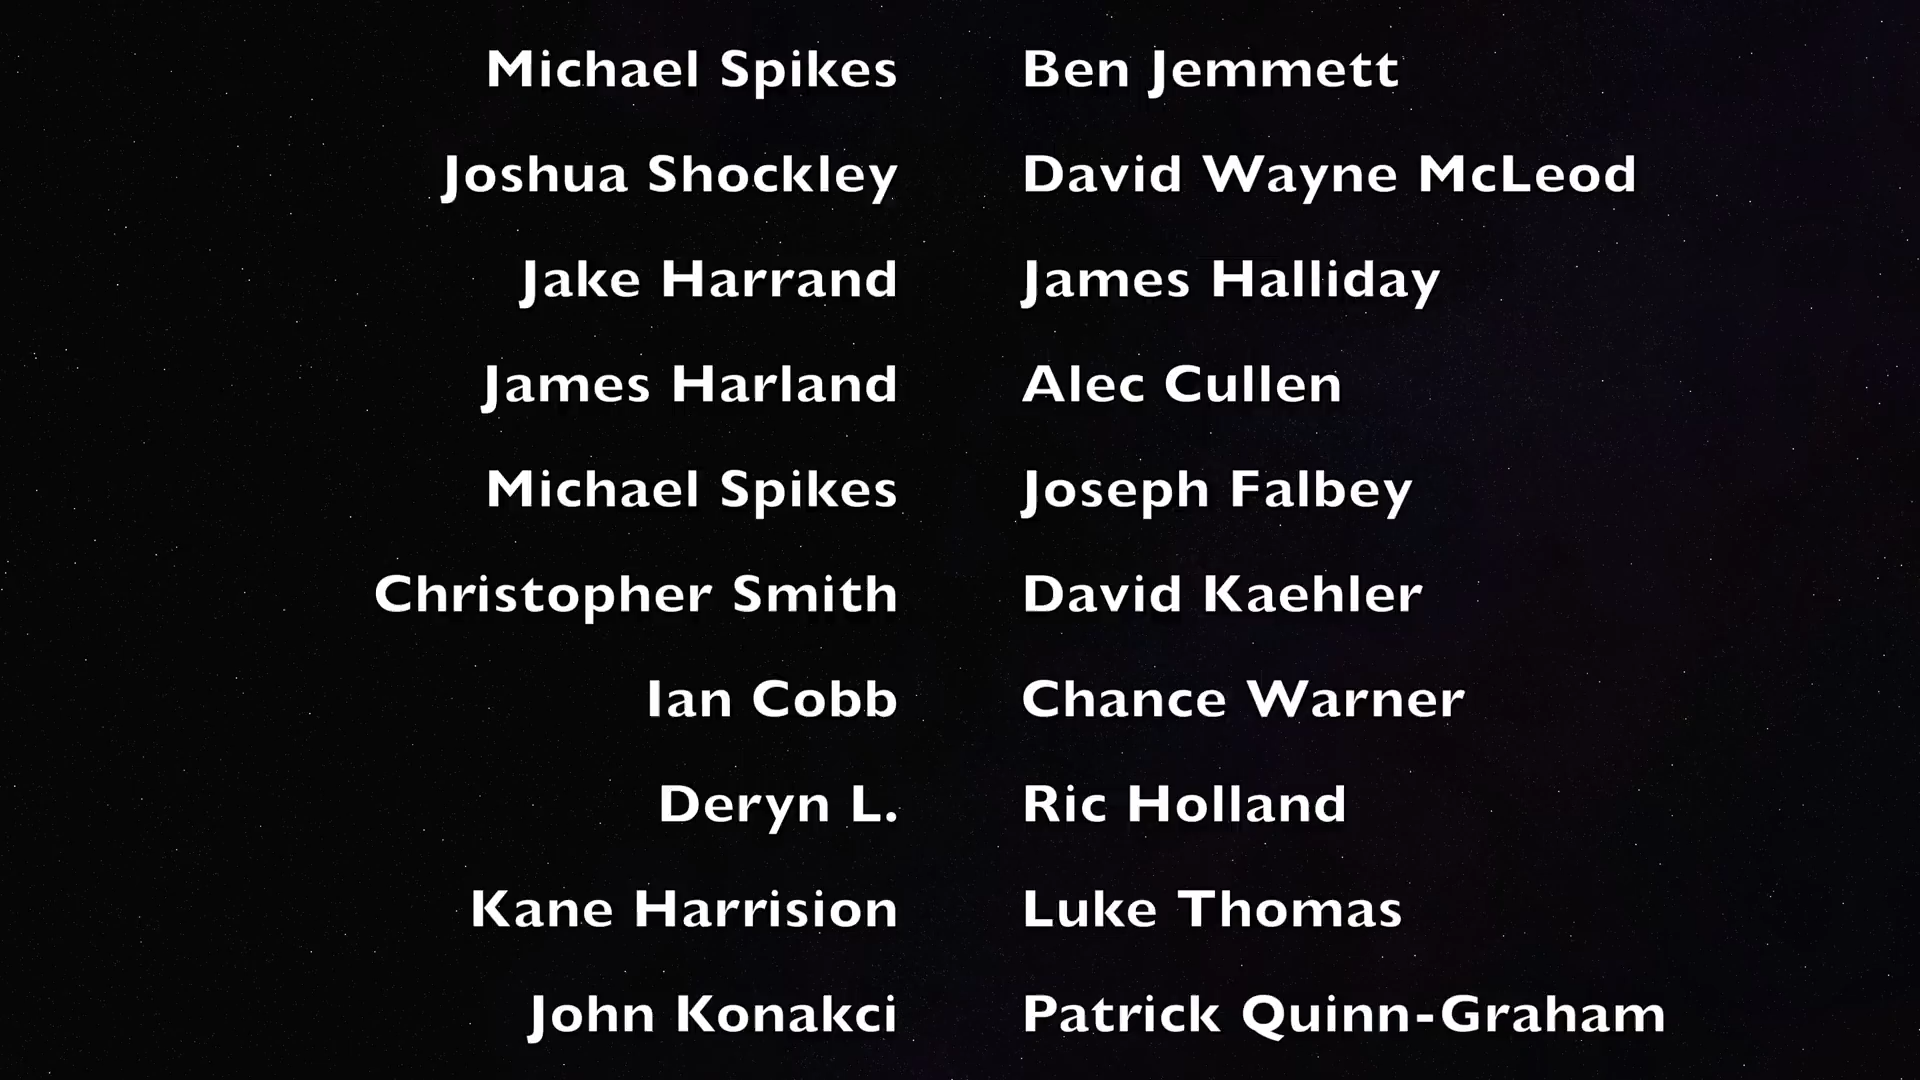 Michael Spikes Ben Jemmett
Joshua Shockley David Wayne McLeod
Jake Harrand James Halliday
James Harland Alec Cullen
Michael Spikes Joseph Falbey
Christopher Smith David Kaehler
Ian Cobb Chance Warner
Deryn L. Ric Holland
Kane Harrision Luke Thomas
John Konakci Patrick Quinn-Graham